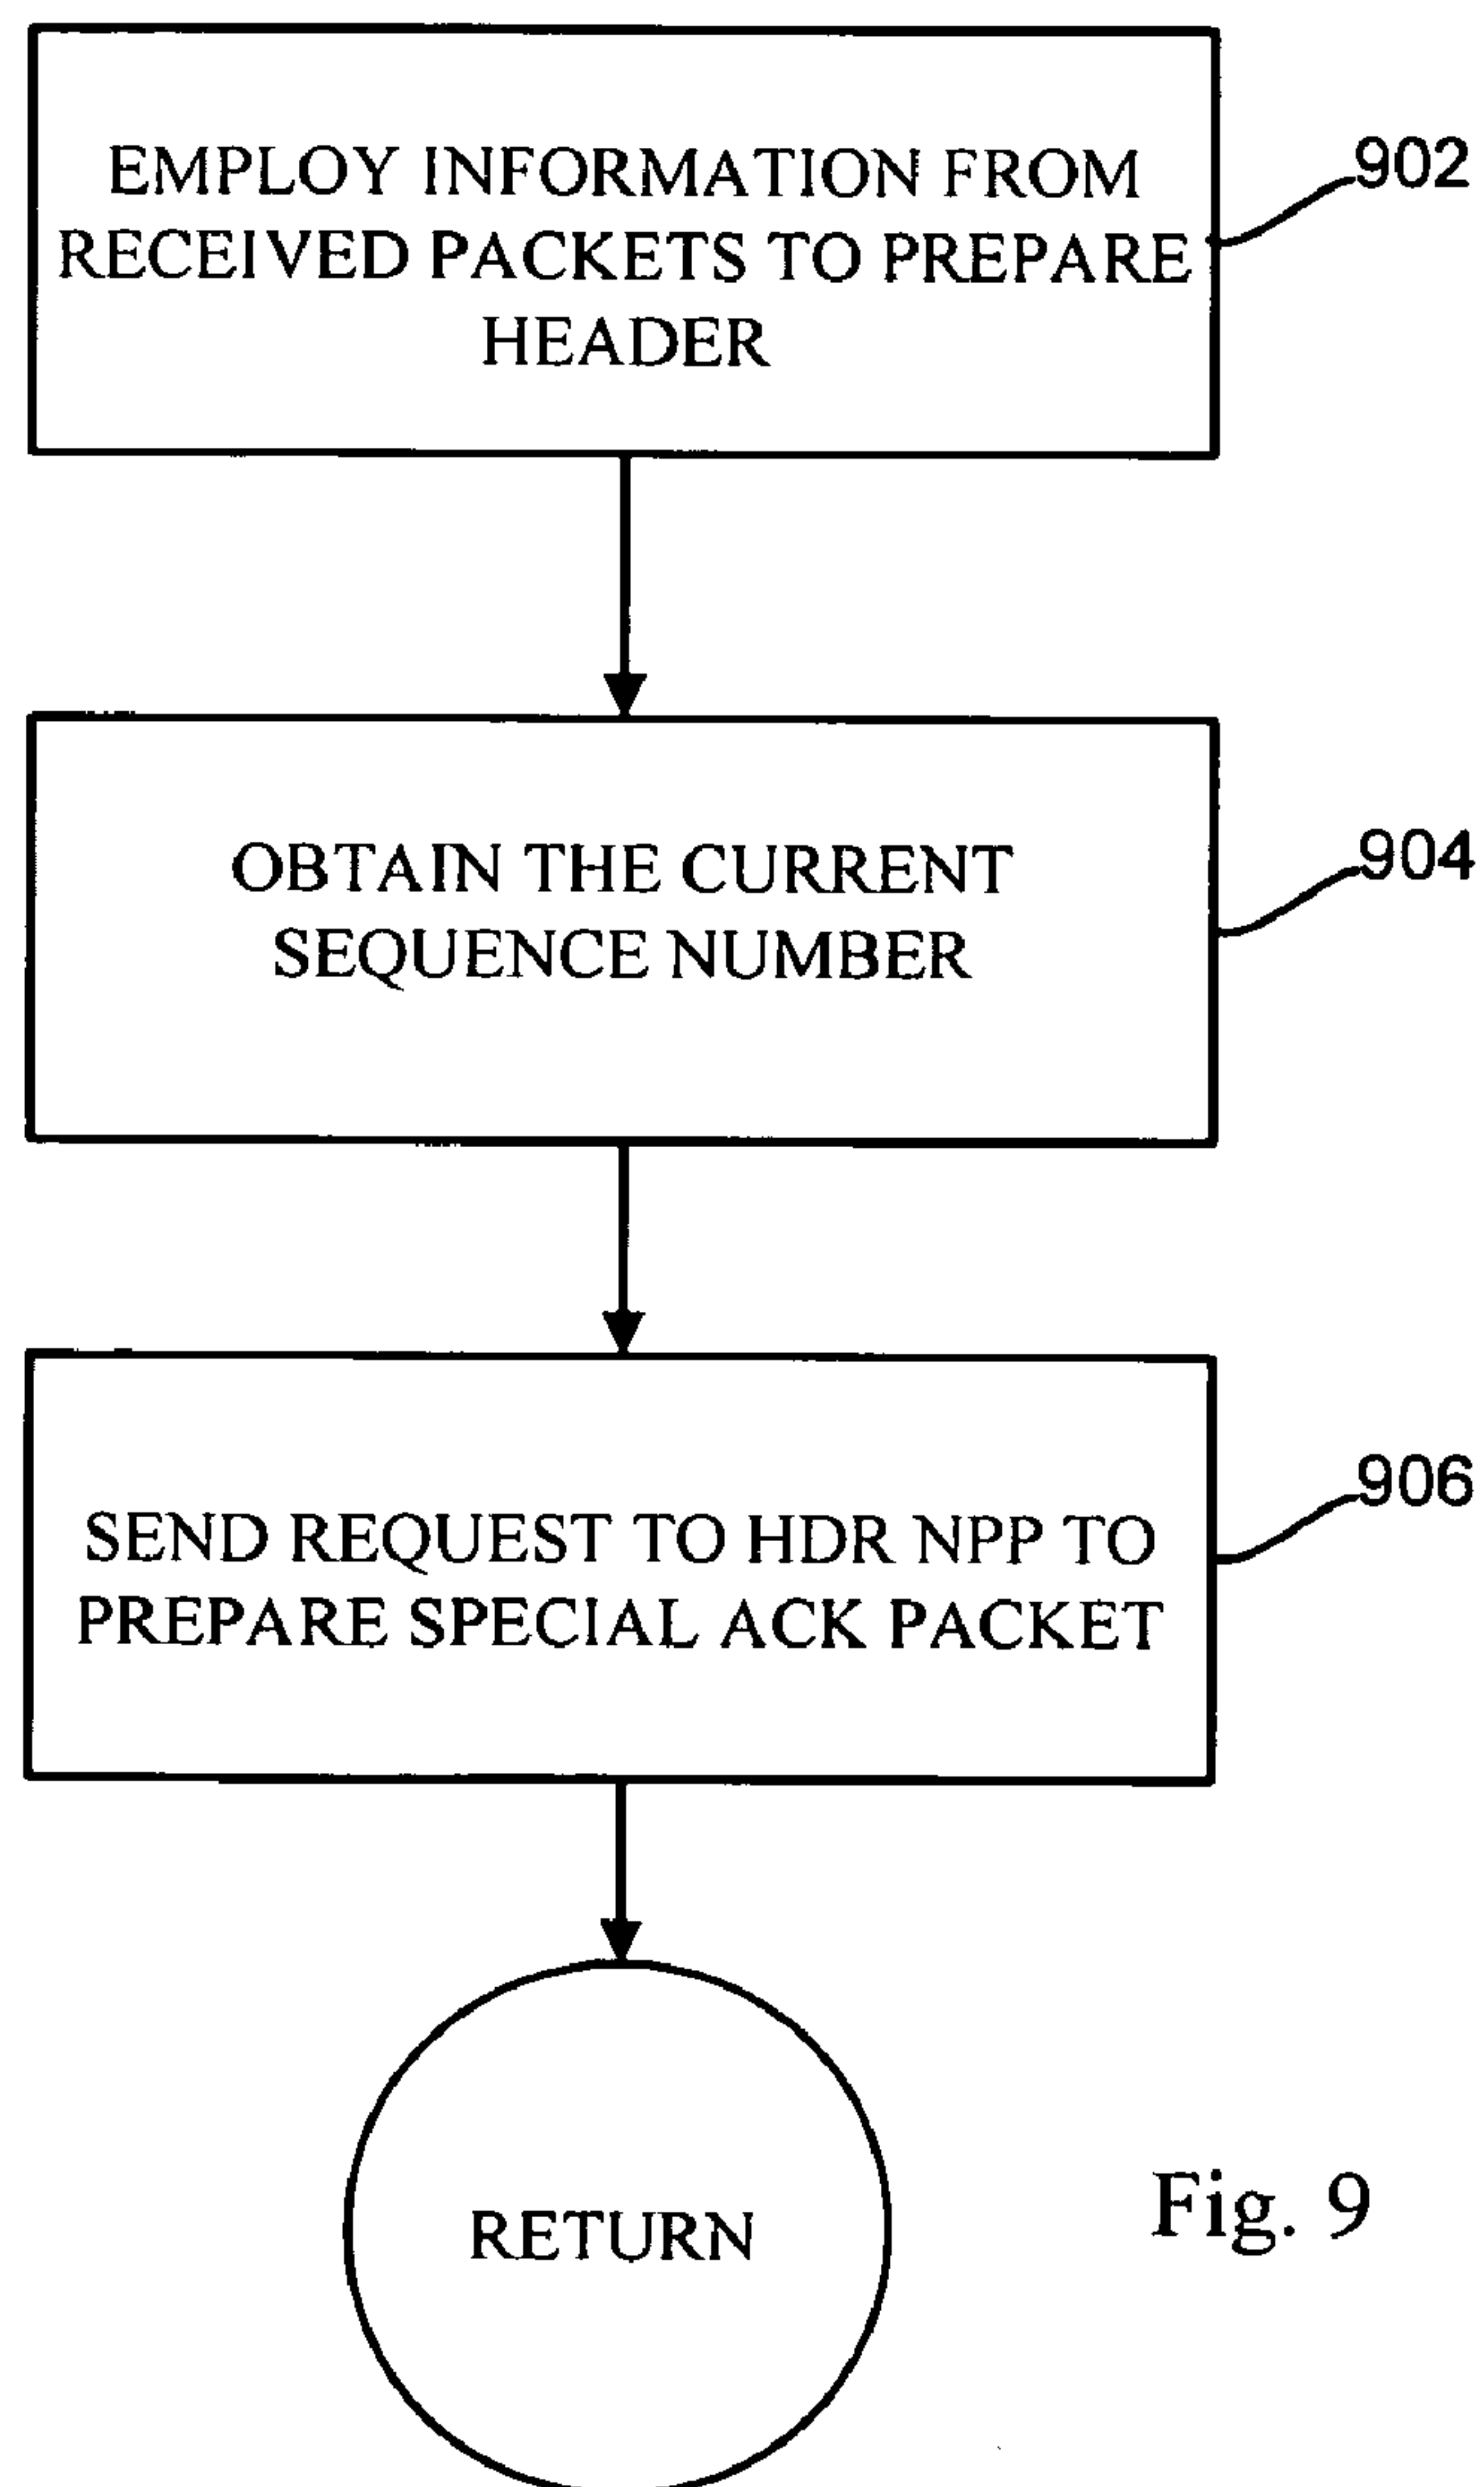 EMPLOY INFORMATION FROM
RECEIVED PACKETS TO PREPARE
HEADER
902
OBTAIN THE CURRENT
SEQUENCE NUMBER
904
SEND REQUEST TO HDR NPP TO
PREPARE SPECIAL ACK PACKET
906
RETURN
Fig. 9